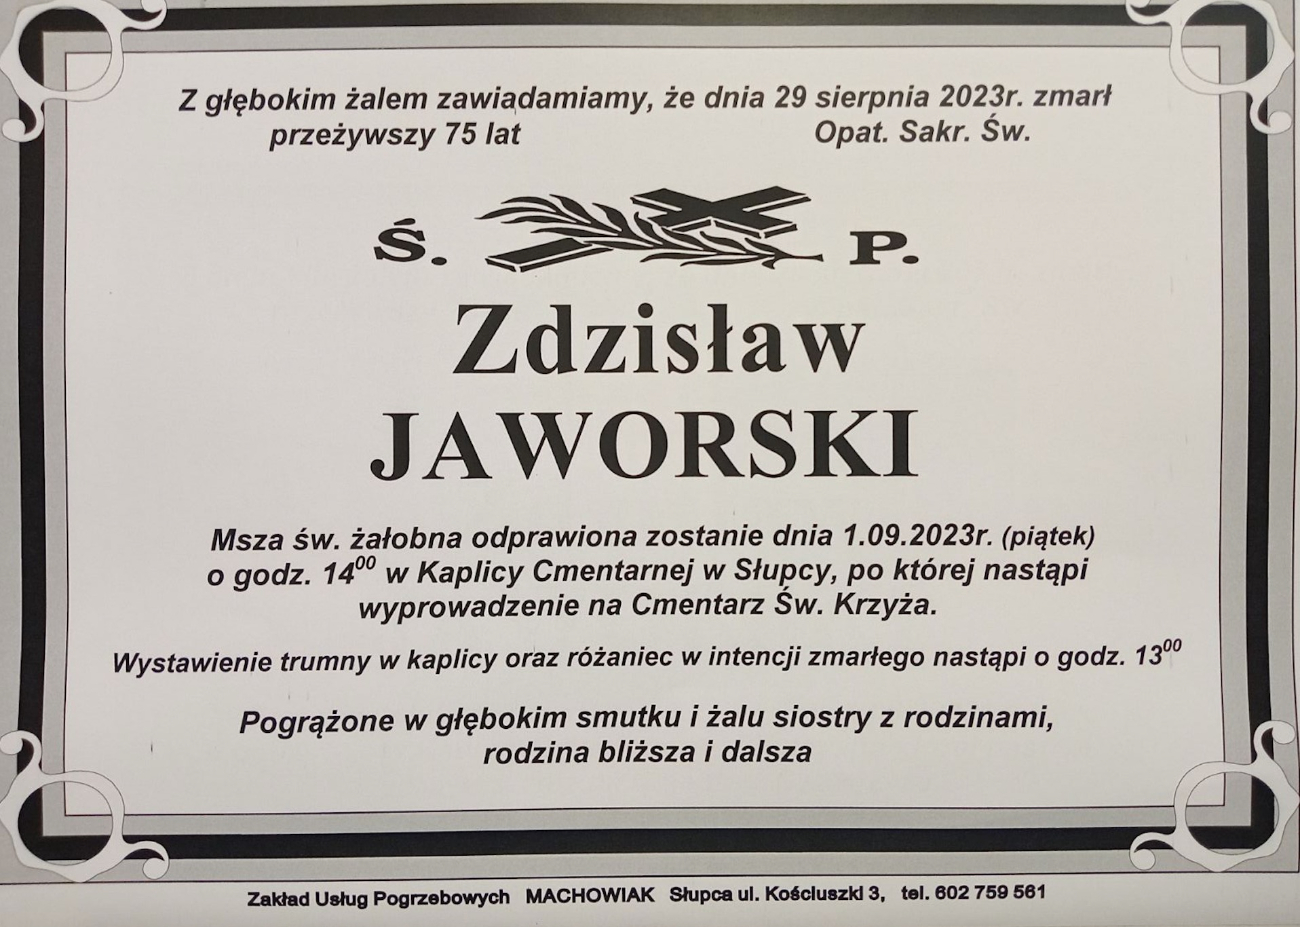 Z głębokim żalem zawiadamiamy, że dnia 29 sierpnia 2023r. zmarł
przeżywszy 75 lat Opat. Sakr. Św.
Ś. P.
Zdzisław
JAWORSKI
Msza św. żałobna odprawiona zostanie dnia 1.09.2023r. (piątek)
o godz. 14⁰⁰ w Kaplicy Cmentarnej w Słupcy, po której nastąpi
wyprowadzenie na Cmentarz Św. Krzyża.
Wystawienie trumny w kaplicy oraz różaniec w intencji zmarłego nastąpi o godz. 13⁰⁰
Pogrążone w głębokim smutku i żalu siostry z rodzinami,
rodzina bliższa i dalsza
Zakład Usług Pogrzebowych MACHOWIAK Słupca ul. Kościuszki 3, tel. 602 759 561